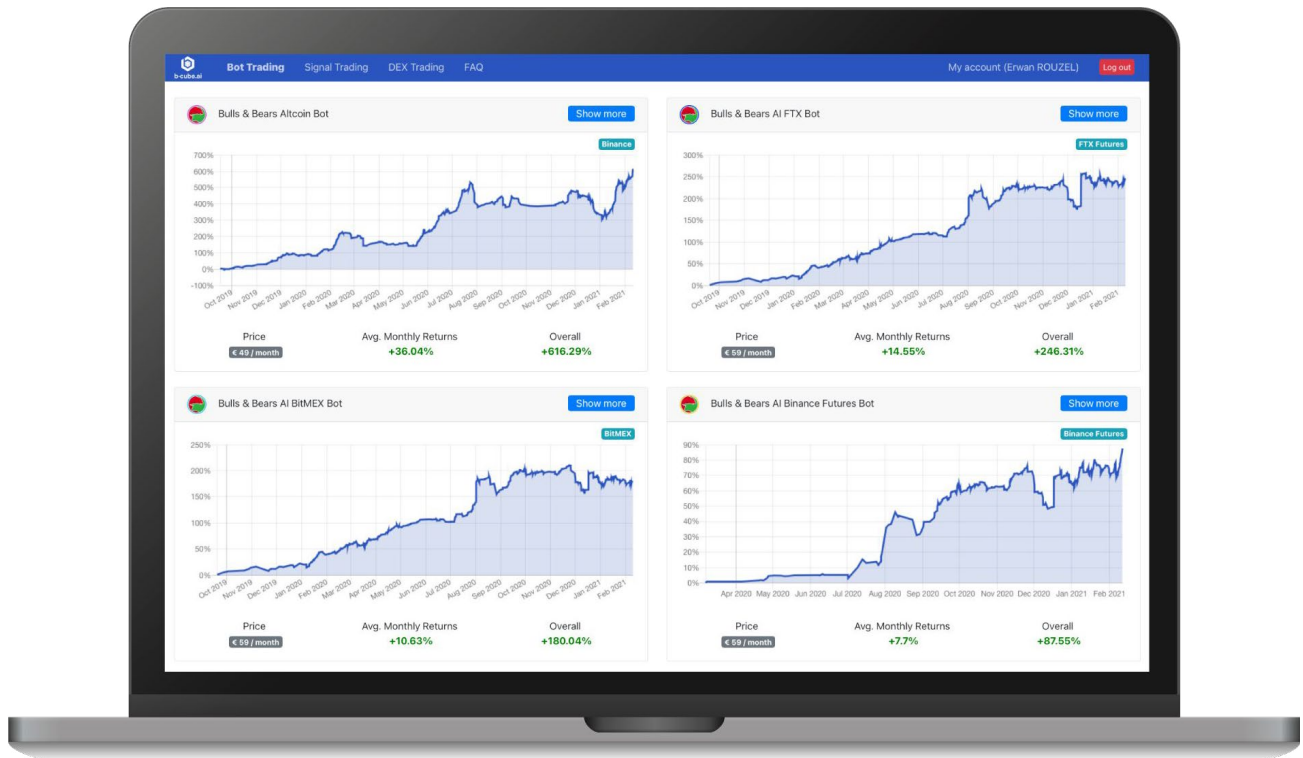 b-cube.ai
Bot Trading Signal Trading DEX Trading FAQ My account (Erwan ROUZEL) Log out
Bulls & Bears Altcoin Bot Show more
Binance
700%
600%
500%
400%
300%
200%
100%
0%
-100%
Oct 2019 Nov 2019 Dec 2019 Jan 2020 Feb 2020 Mar 2020 Apr 2020 May 2020 Jun 2020 Jul 2020 Aug 2020 Sep 2020 Oct 2020 Nov 2020 Dec 2020 Jan 2021 Feb 2021
Price Avg. Monthly Returns Overall
€ 49 / month +36.04% +616.29%
Bulls & Bears AI FTX Bot Show more
FTX Futures
300%
250%
200%
150%
100%
50%
0%
Oct 2019 Nov 2019 Dec 2019 Jan 2020 Feb 2020 Mar 2020 Apr 2020 May 2020 Jun 2020 Jul 2020 Aug 2020 Sep 2020 Oct 2020 Nov 2020 Dec 2020 Jan 2021 Feb 2021
Price Avg. Monthly Returns Overall
€ 59 / month +14.55% +246.31%
Bulls & Bears AI BitMEX Bot Show more
BitMEX
250%
200%
150%
100%
50%
0%
Oct 2019 Nov 2019 Dec 2019 Jan 2020 Feb 2020 Mar 2020 Apr 2020 May 2020 Jun 2020 Jul 2020 Aug 2020 Sep 2020 Oct 2020 Nov 2020 Dec 2020 Jan 2021 Feb 2021
Price Avg. Monthly Returns Overall
€ 59 / month +10.63% +180.04%
Bulls & Bears AI Binance Futures Bot Show more
Binance Futures
90%
80%
70%
60%
50%
40%
30%
20%
10%
0%
Apr 2020 May 2020 Jun 2020 Jul 2020 Aug 2020 Sep 2020 Oct 2020 Nov 2020 Dec 2020 Jan 2021 Feb 2021
Price Avg. Monthly Returns Overall
€ 59 / month +7.7% +87.55%